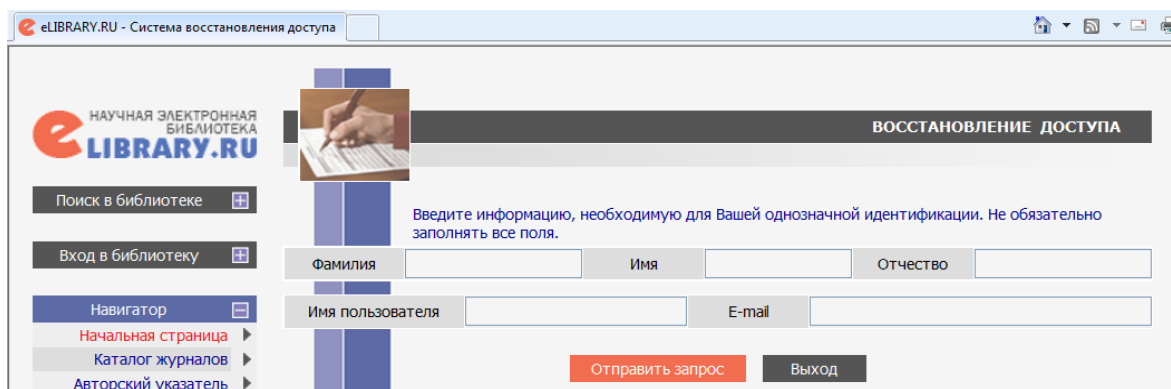 eLIBRARY.RU - Система восстановления доступа
НАУЧНАЯ ЭЛЕКТРОННАЯ
БИБЛИОТЕКА
eLIBRARY.RU
ВОССТАНОВЛЕНИЕ ДОСТУПА
Поиск в библиотеке
Введите информацию, необходимую для Вашей однозначной идентификации. Не обязательно
заполнять все поля.
Вход в библиотеку
Фамилия Имя Отчество
Навигатор
Имя пользователя E-mail
Начальная страница
Каталог журналов
Отправить запрос Выход
Авторский указатель